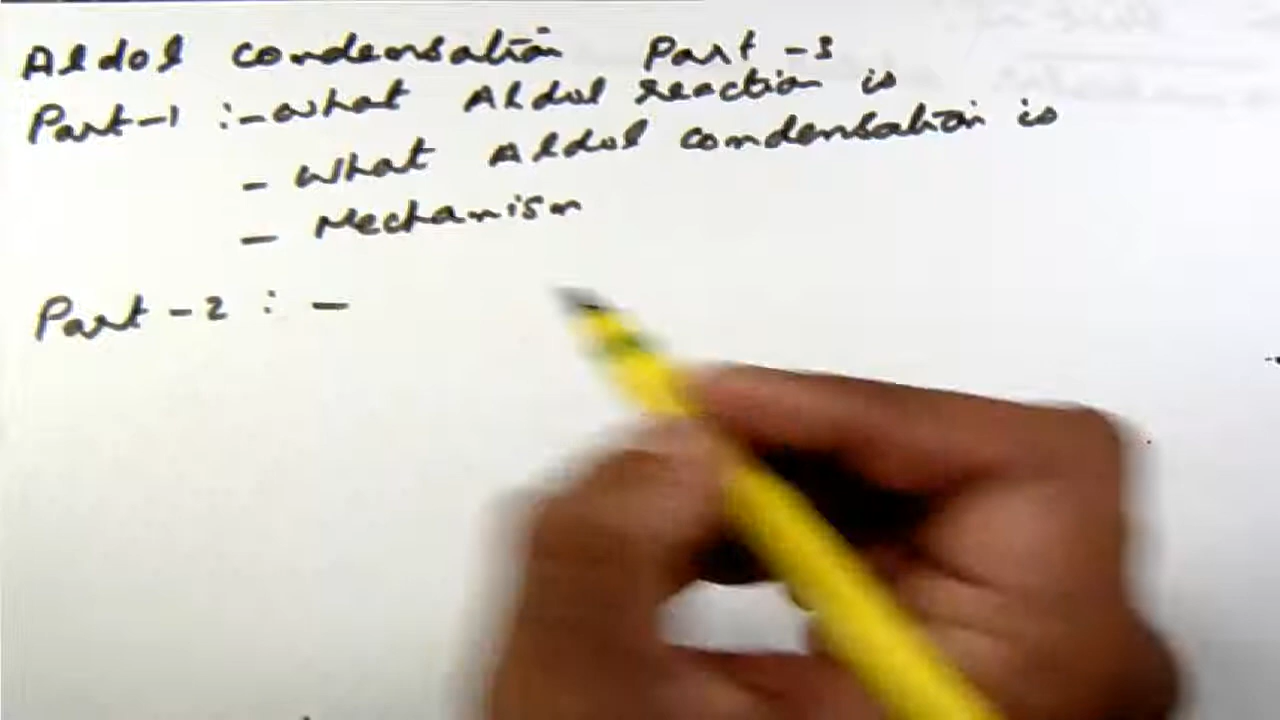 Aldol condensation Part -3
Part-1 :- what Aldol reaction is
- What Aldol condensation is
- Mechanism
Part -2 : -